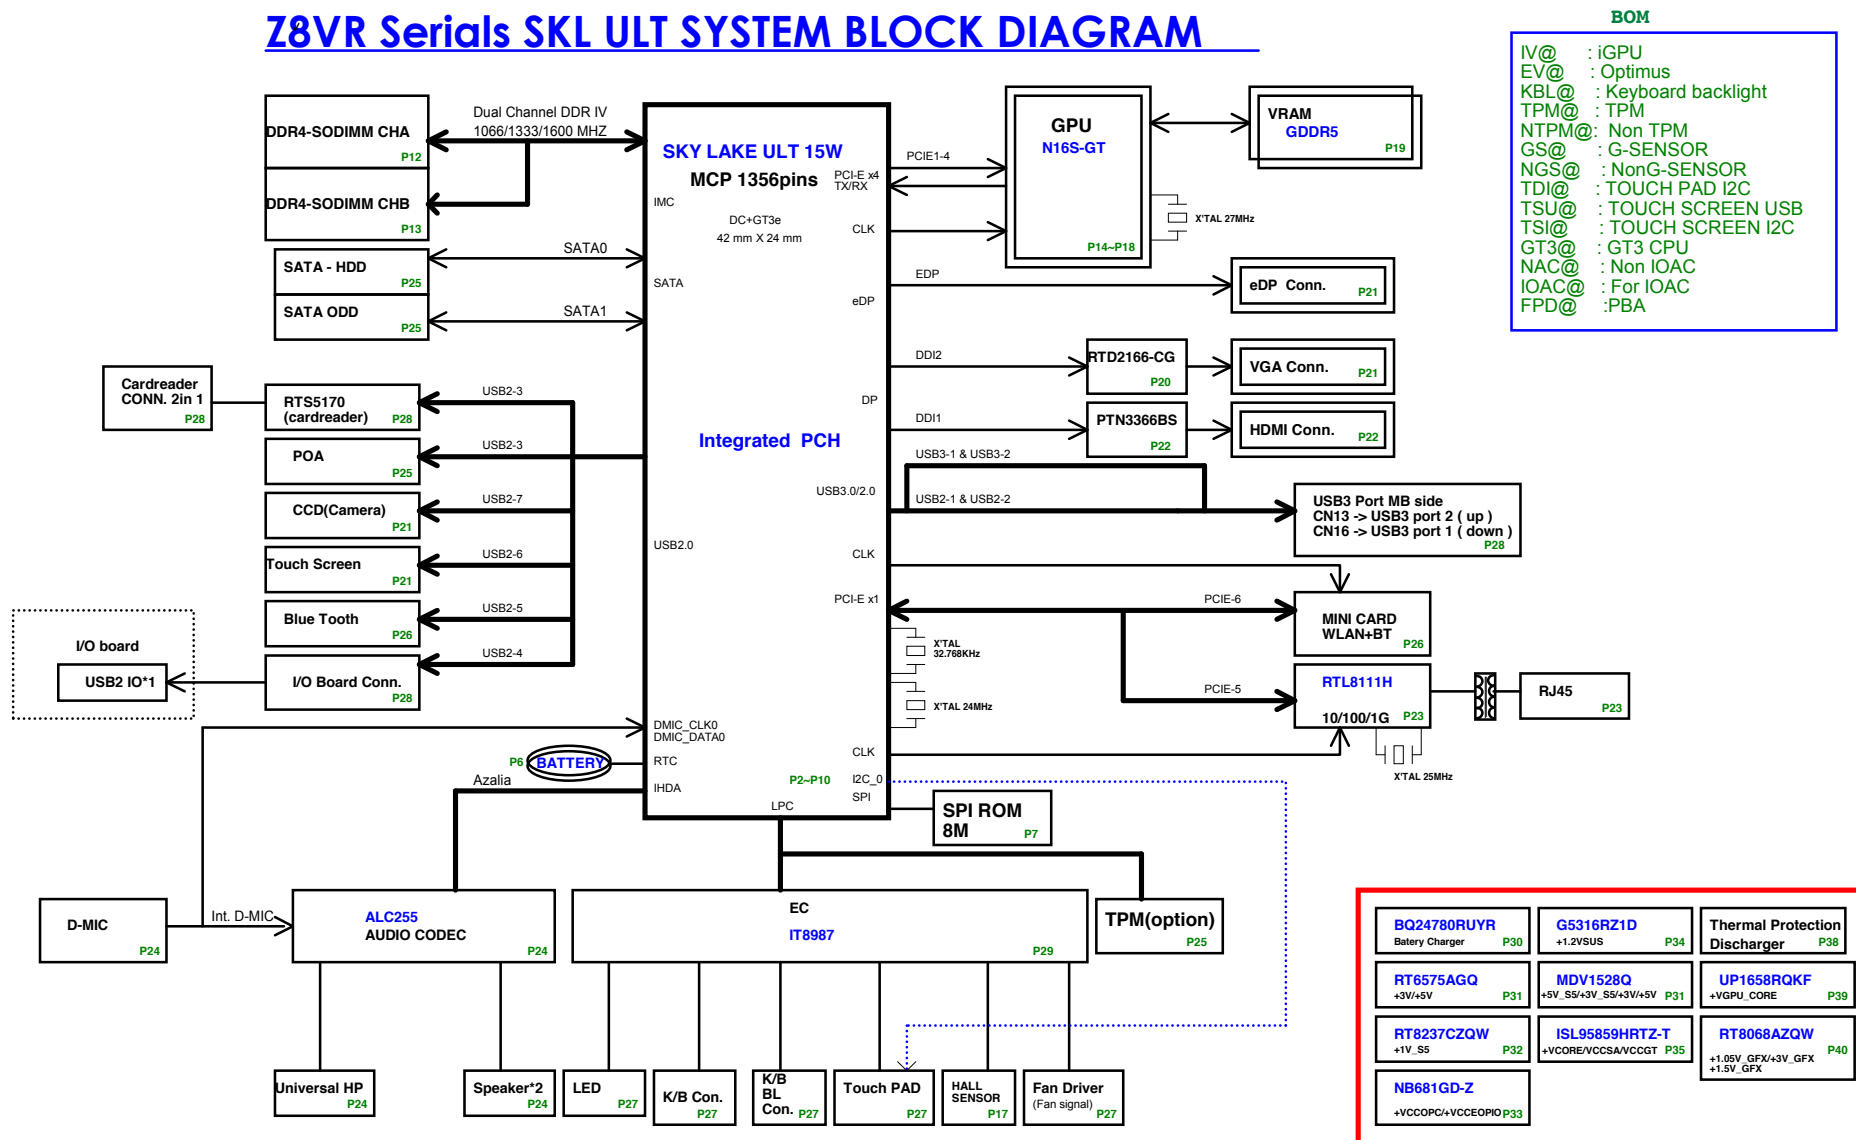 Z8VR Serials SKL ULT SYSTEM BLOCK DIAGRAM
BOM
IV@ : iGPU
EV@ : Optimus
KBL@ : Keyboard backlight
TPM@ : TPM
NTPM@: Non TPM
GS@ : G-SENSOR
NGS@ : NonG-SENSOR
TDI@ : TOUCH PAD I2C
TSU@ : TOUCH SCREEN USB
TSI@ : TOUCH SCREEN I2C
GT3@ : GT3 CPU
NAC@ : Non IOAC
IOAC@ : For IOAC
FPD@ :PBA
DDR4-SODIMM CHA
P12
DDR4-SODIMM CHB
P13
Dual Channel DDR IV
1066/1333/1600 MHZ
SATA - HDD
P25
SATA ODD
P25
SATA0
SATA1
Cardreader
CONN. 2in 1
P28
RTS5170
(cardreader)
P28
USB2-3
POA
P25
USB2-3
CCD(Camera)
P21
USB2-7
Touch Screen
P21
USB2-6
Blue Tooth
P26
USB2-5
I/O Board Conn.
P28
USB2-4
I/O board
USB2 IO*1
SKY LAKE ULT 15W
MCP 1356pins
DC+GT3e
42 mm X 24 mm
Integrated PCH
IMC
SATA
USB2.0
DMIC_CLK0
DMIC_DATA0
RTC
IHDA
LPC
P2~P10
PCI-E x4
TX/RX
CLK
eDP
DP
USB3.0/2.0
CLK
PCI-E x1
CLK
I2C_0
SPI
P6
BATTERY
Azalia
PCIE1-4
GPU
N16S-GT
P14~P18
VRAM
GDDR5
P19
X'TAL 27MHz
EDP
eDP Conn.
P21
DDI2
RTD2166-CG
P20
VGA Conn.
P21
DDI1
PTN3366BS
P22
HDMI Conn.
P22
USB3-1 & USB3-2
USB2-1 & USB2-2
USB3 Port MB side
CN13 -> USB3 port 2 ( up )
CN16 -> USB3 port 1 ( down )
P28
PCIE-6
MINI CARD
WLAN+BT
P26
X'TAL
32.768KHz
X'TAL 24MHz
PCIE-5
RTL8111H
10/100/1G
P23
RJ45
P23
X'TAL 25MHz
SPI ROM
8M
P7
D-MIC
P24
Int. D-MIC
ALC255
AUDIO CODEC
P24
EC
IT8987
P29
TPM(option)
P25
Universal HP
P24
Speaker*2
P24
LED
P27
K/B Con.
P27
K/B
BL
Con.
P27
Touch PAD
P27
HALL
SENSOR
P17
Fan Driver
(Fan signal)
P27
BQ24780RUYR
Batery Charger
P30
G5316RZ1D
+1.2VSUS
P34
Thermal Protection
Discharger
P38
RT6575AGQ
+3V/+5V
P31
MDV1528Q
+5V_S5/+3V_S5/+3V/+5V
P31
UP1658RQKF
+VGPU_CORE
P39
RT8237CZQW
+1V_S5
P32
ISL95859HRTZ-T
+VCORE/VCCSA/VCCGT
P35
RT8068AZQW
+1.05V_GFX/+3V_GFX
+1.5V_GFX
P40
NB681GD-Z
+VCCOPC/+VCCEOPIO
P33